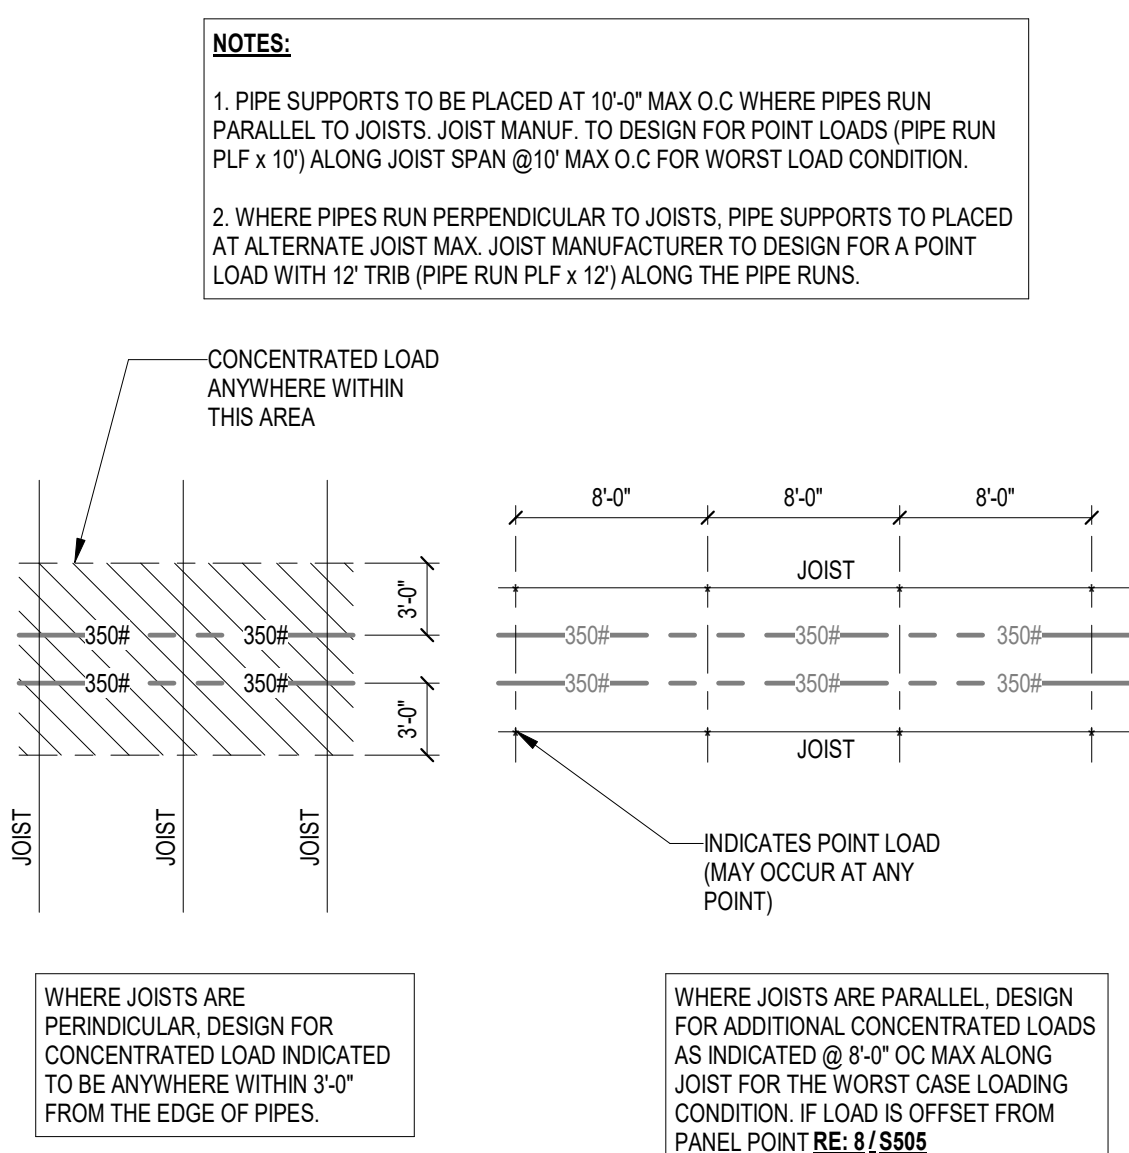 NOTES:
1. PIPE SUPPORTS TO BE PLACED AT 10'-0" MAX O.C WHERE PIPES RUN
PARALLEL TO JOISTS. JOIST MANUF. TO DESIGN FOR POINT LOADS (PIPE RUN
PLF x 10') ALONG JOIST SPAN @10' MAX O.C FOR WORST LOAD CONDITION.
2. WHERE PIPES RUN PERPENDICULAR TO JOISTS, PIPE SUPPORTS TO PLACED
AT ALTERNATE JOIST MAX. JOIST MANUFACTURER TO DESIGN FOR A POINT
LOAD WITH 12' TRIB (PIPE RUN PLF x 12') ALONG THE PIPE RUNS.
CONCENTRATED LOAD
ANYWHERE WITHIN
THIS AREA
350# 350#
350# 350#
3'-0"
3'-0"
JOIST
JOIST
JOIST
8'-0" 8'-0" 8'-0"
JOIST
350# 350# 350#
350# 350# 350#
JOIST
INDICATES POINT LOAD
(MAY OCCUR AT ANY
POINT)
WHERE JOISTS ARE
PERINDICULAR, DESIGN FOR
CONCENTRATED LOAD INDICATED
TO BE ANYWHERE WITHIN 3'-0"
FROM THE EDGE OF PIPES.
WHERE JOISTS ARE PARALLEL, DESIGN
FOR ADDITIONAL CONCENTRATED LOADS
AS INDICATED @ 8'-0" OC MAX ALONG
JOIST FOR THE WORST CASE LOADING
CONDITION. IF LOAD IS OFFSET FROM
PANEL POINT RE: 8 / S505